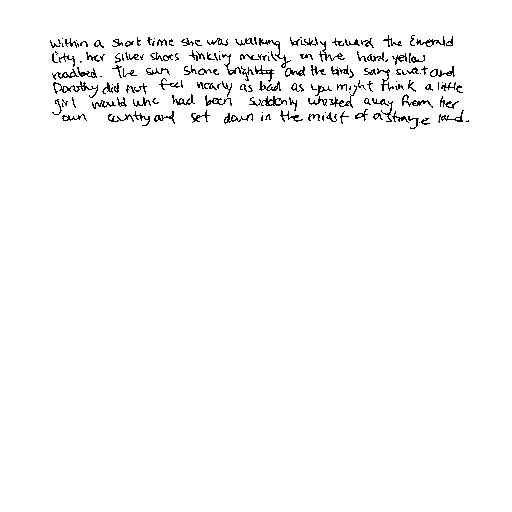 Within a short time she was walking briskly toward the Emerald
City, her silver shoes tinkling merrily on the hard, yellow
roadbed. The sun shone brightly and the birds sang sweet and
Dorothy did not feel nearly as bad as you might think a little
girl would who had been suddenly whisked away from her
own country and set down in the midst of a strange land.